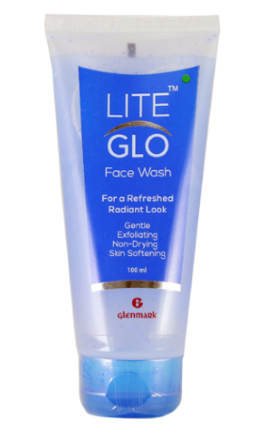 LITE™
GLO
Face Wash
For a Refreshed
Radiant Look
Gentle
Exfoliating
Non-Drying
Skin Softening
100 ml
G
Glenmark